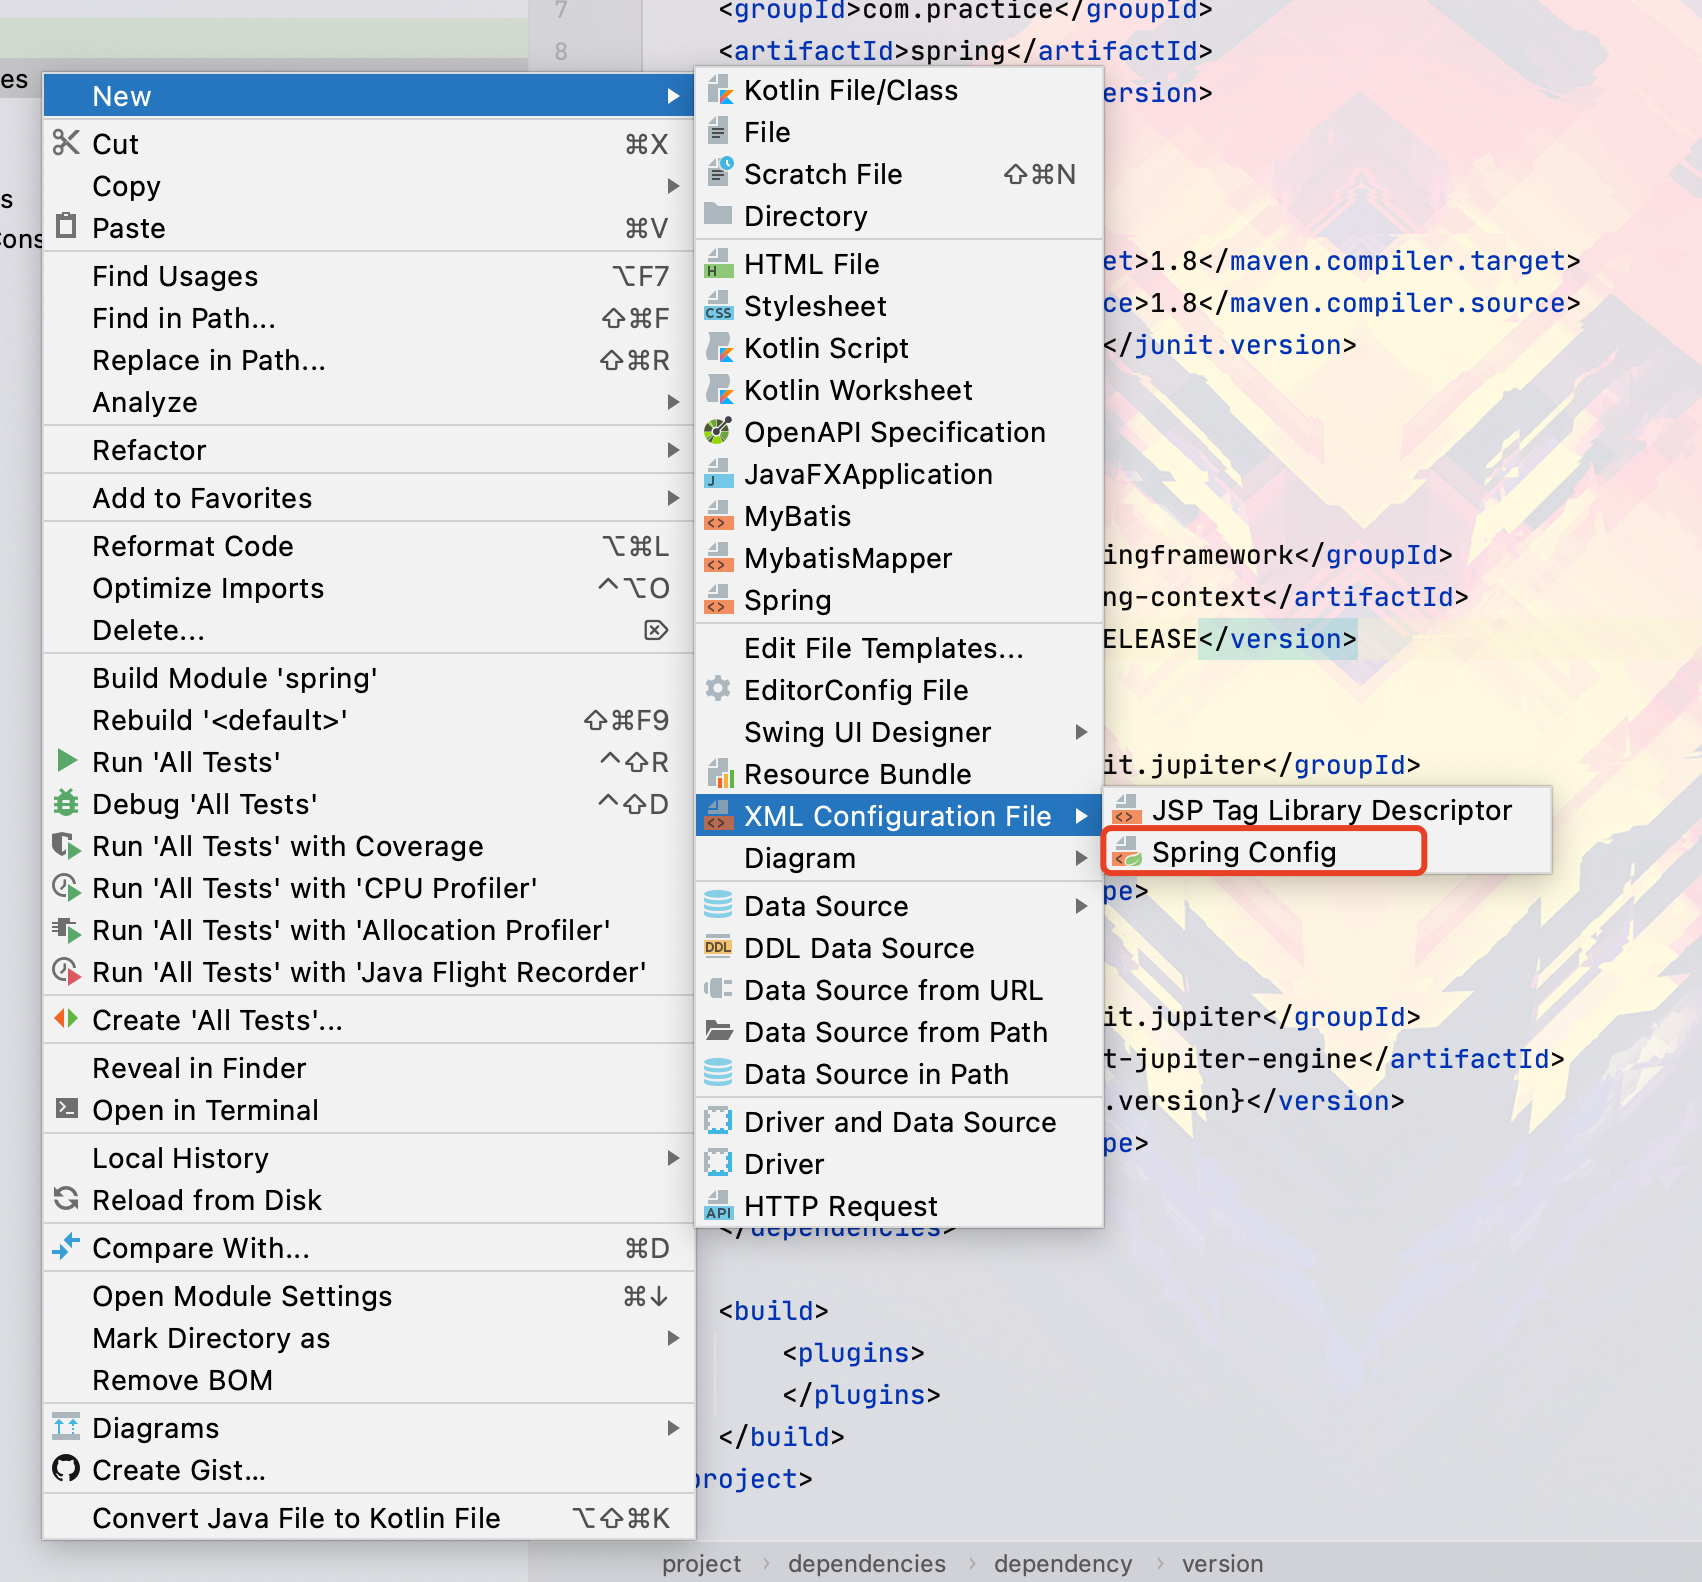 7
<groupId>com.practice</groupId>
8
<artifactId>spring</artifactId>
es
New
Cut ⌘X
Copy
Paste ⌘V
Find Usages ⌥F7
Find in Path... ⇧⌘F
Replace in Path... ⇧⌘R
Analyze
Refactor
Add to Favorites
Reformat Code ⌥⌘L
Optimize Imports ^⌥O
Delete... ⌦
Build Module 'spring'
Rebuild '<default>' ⇧⌘F9
Run 'All Tests' ^⇧R
Debug 'All Tests' ^⇧D
Run 'All Tests' with Coverage
Run 'All Tests' with 'CPU Profiler'
Run 'All Tests' with 'Allocation Profiler'
Run 'All Tests' with 'Java Flight Recorder'
Create 'All Tests'...
Reveal in Finder
Open in Terminal
Local History
Reload from Disk
Compare With... ⌘D
Open Module Settings ⌘↓
Mark Directory as
Remove BOM
Diagrams
Create Gist...
Convert Java File to Kotlin File ⌥⇧⌘K
s
Cons
Kotlin File/Class
File
Scratch File ⇧⌘N
Directory
HTML File
Stylesheet
Kotlin Script
Kotlin Worksheet
OpenAPI Specification
JavaFXApplication
MyBatis
MybatisMapper
Spring
Edit File Templates...
EditorConfig File
Swing UI Designer
Resource Bundle
XML Configuration File
Diagram
Data Source
DDL Data Source
Data Source from URL
Data Source from Path
Data Source in Path
Driver and Data Source
Driver
HTTP Request
JSP Tag Library Descriptor
Spring Config
ersion>
et>1.8</maven.compiler.target>
ce>1.8</maven.compiler.source>
</junit.version>
ingframework</groupId>
ng-context</artifactId>
ELEASE</version>
it.jupiter</groupId>
pe>
it.jupiter</groupId>
t-jupiter-engine</artifactId>
.version}</version>
pe>
</dependencies>
<build>
<plugins>
</plugins>
</build>
project>
project › dependencies › dependency › version